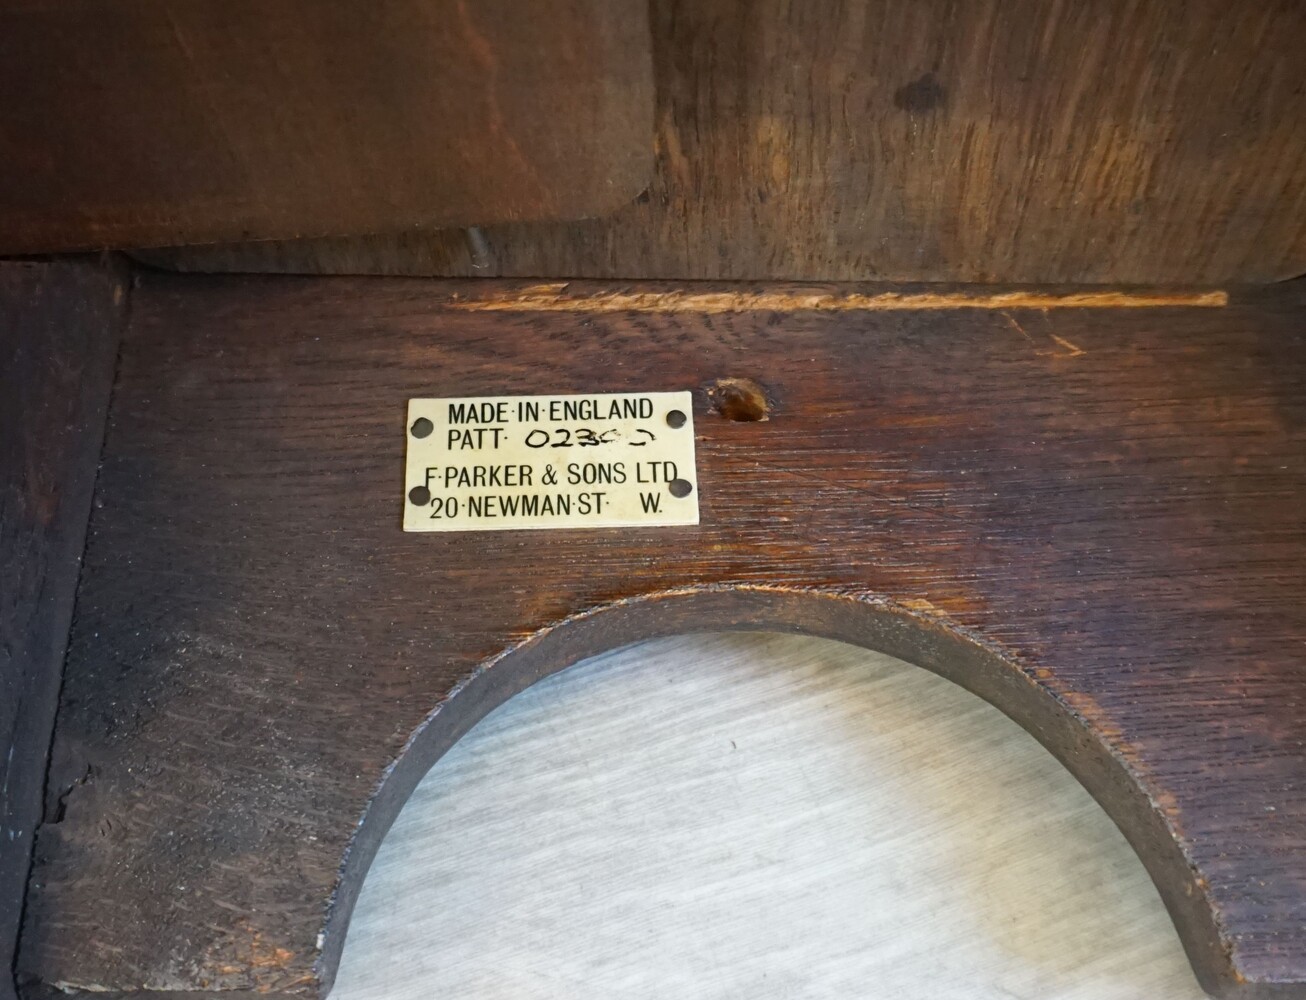 MADE·IN·ENGLAND
PATT·
F·PARKER & SONS LTD
20·NEWMAN·ST· W.